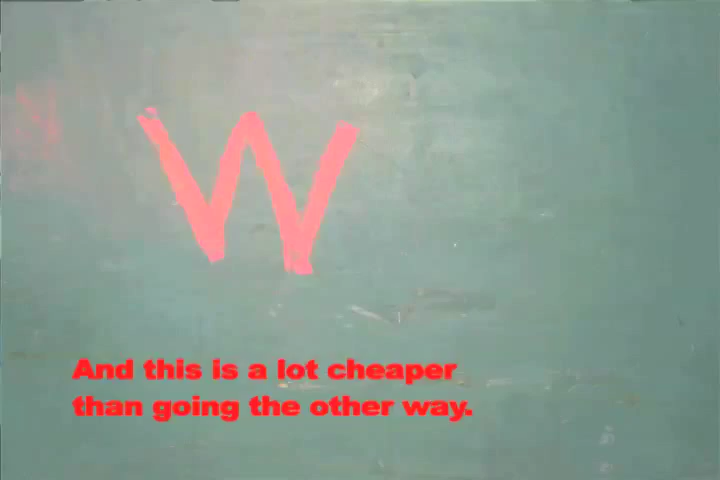 W
And this is a lot cheaper
than going the other way.